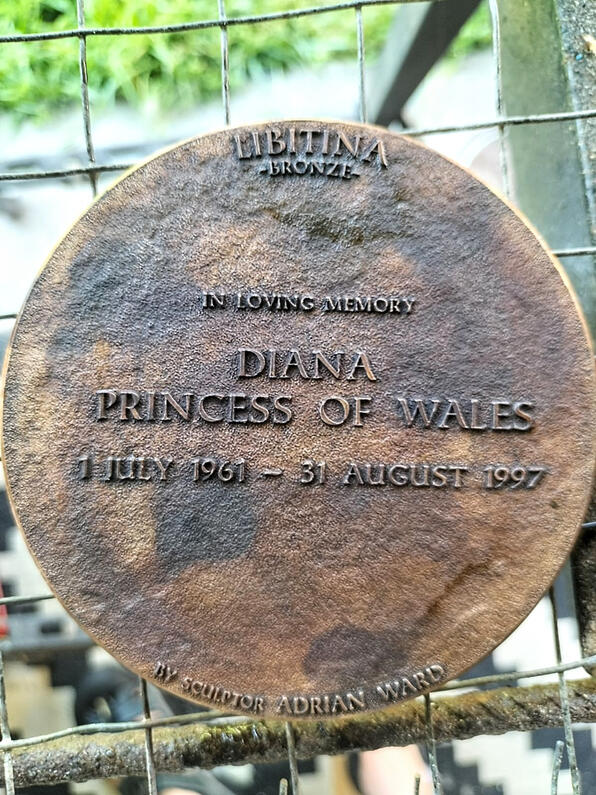 LIBITINA
-BRONZE-
IN LOVING MEMORY
DIANA
PRINCESS OF WALES
1 JULY 1961 – 31 AUGUST 1997
BY SCULPTOR ADRIAN WARD